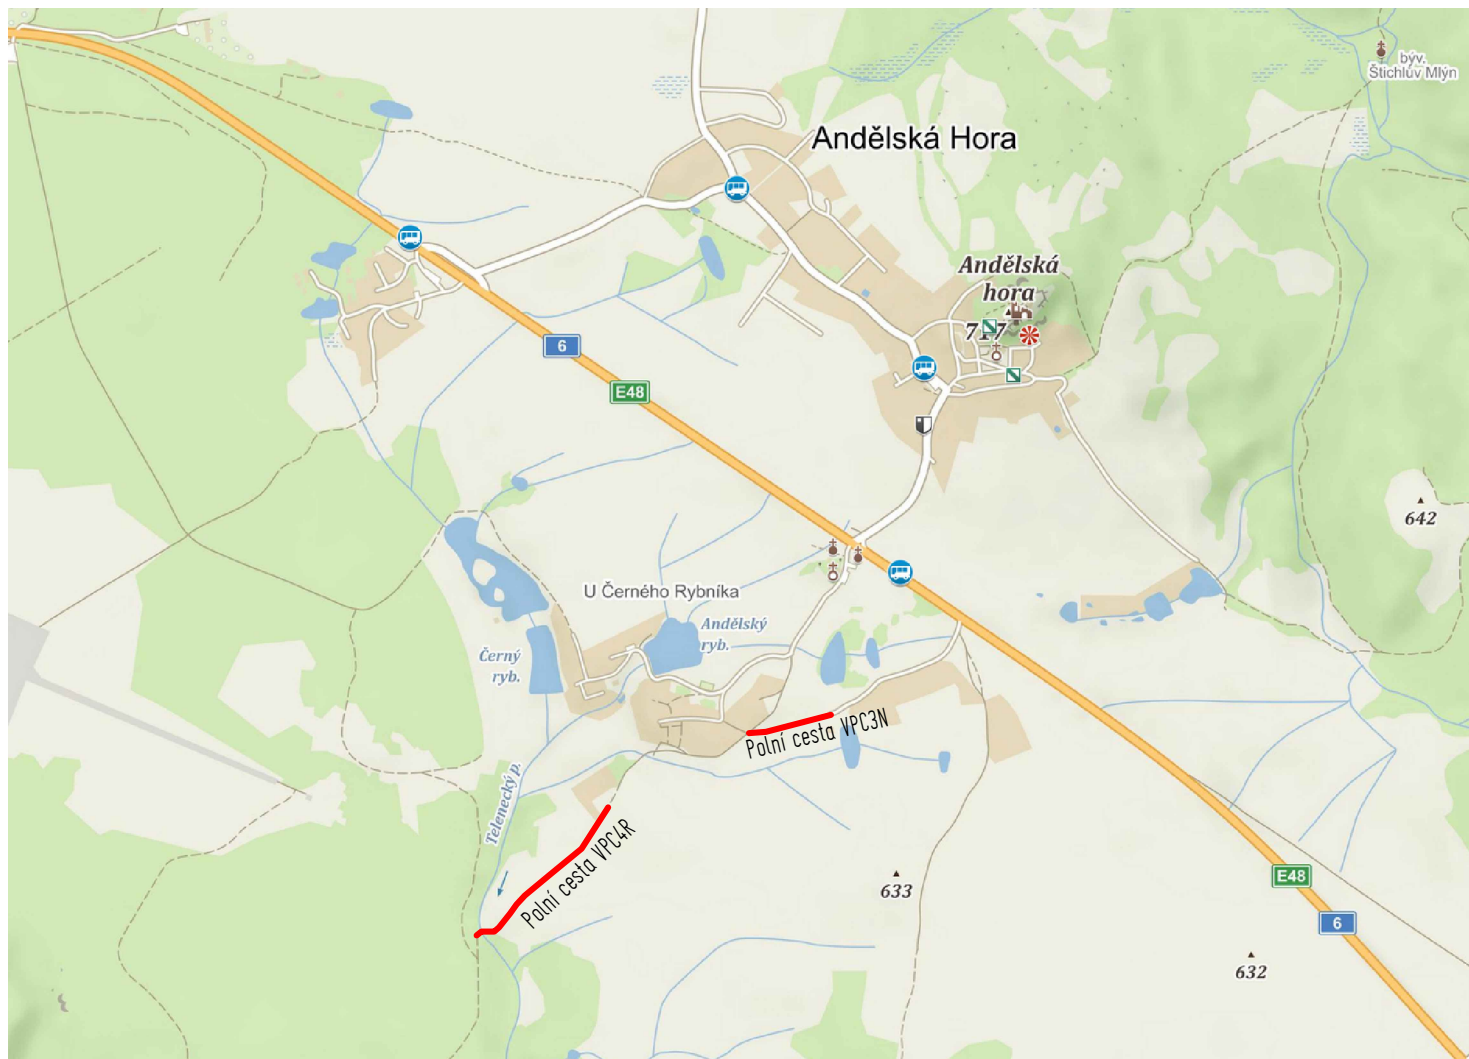 býv.
Štichlův Mlýn
Andělská Hora
Andělská
hora
717
6
E48
642
U Černého Rybníka
Andělský
ryb.
Černý
ryb.
Polní cesta VPC3N
Telenecký p.
Polní cesta VPC4R
633
E48
6
632